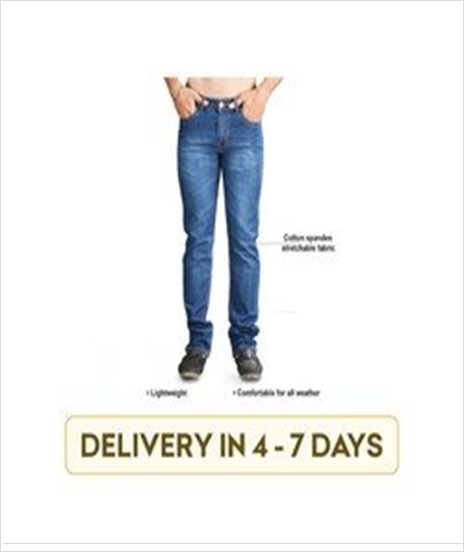 Cotton spandex
stretchable fabric
• Lightweight
• Comfortable for all weather
DELIVERY IN 4 - 7 DAYS